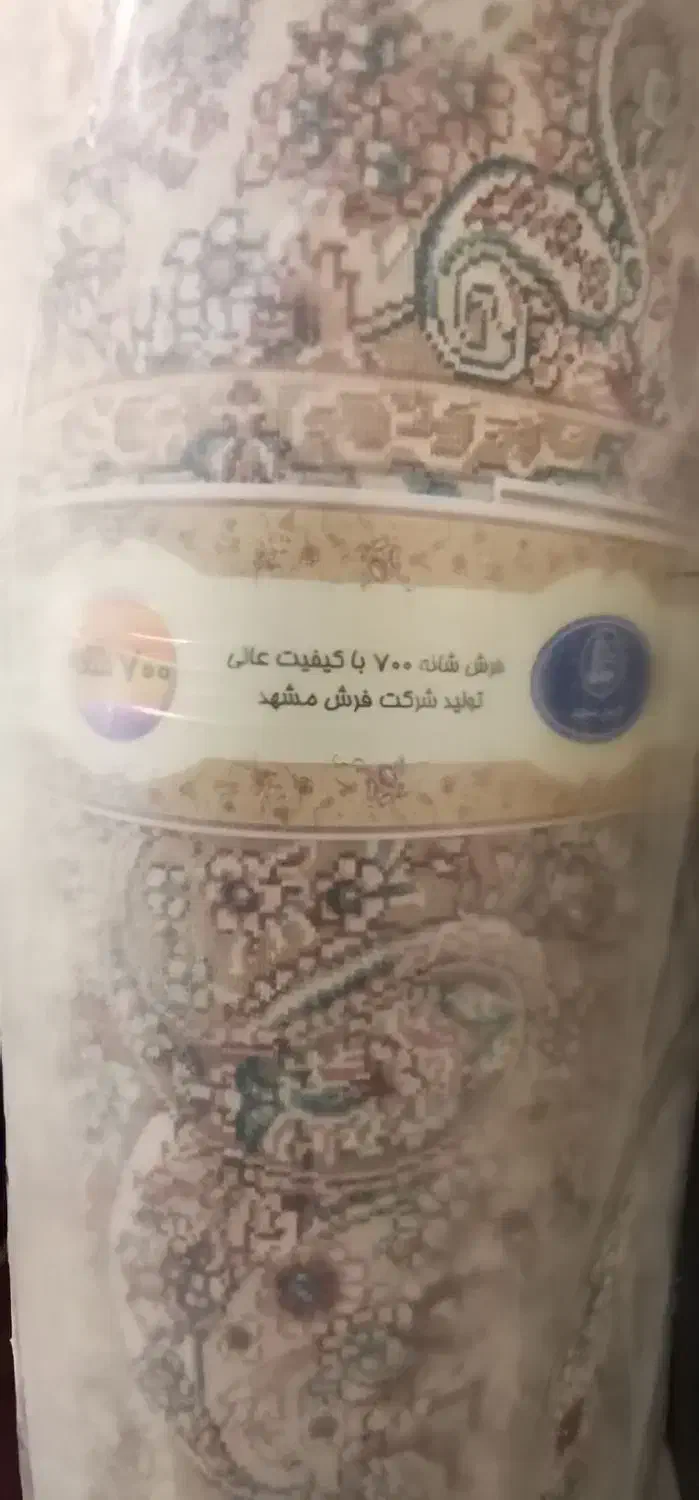 فرش شانه ۷۰۰ با کیفیت عالی
تولید شرکت فرش مشهد